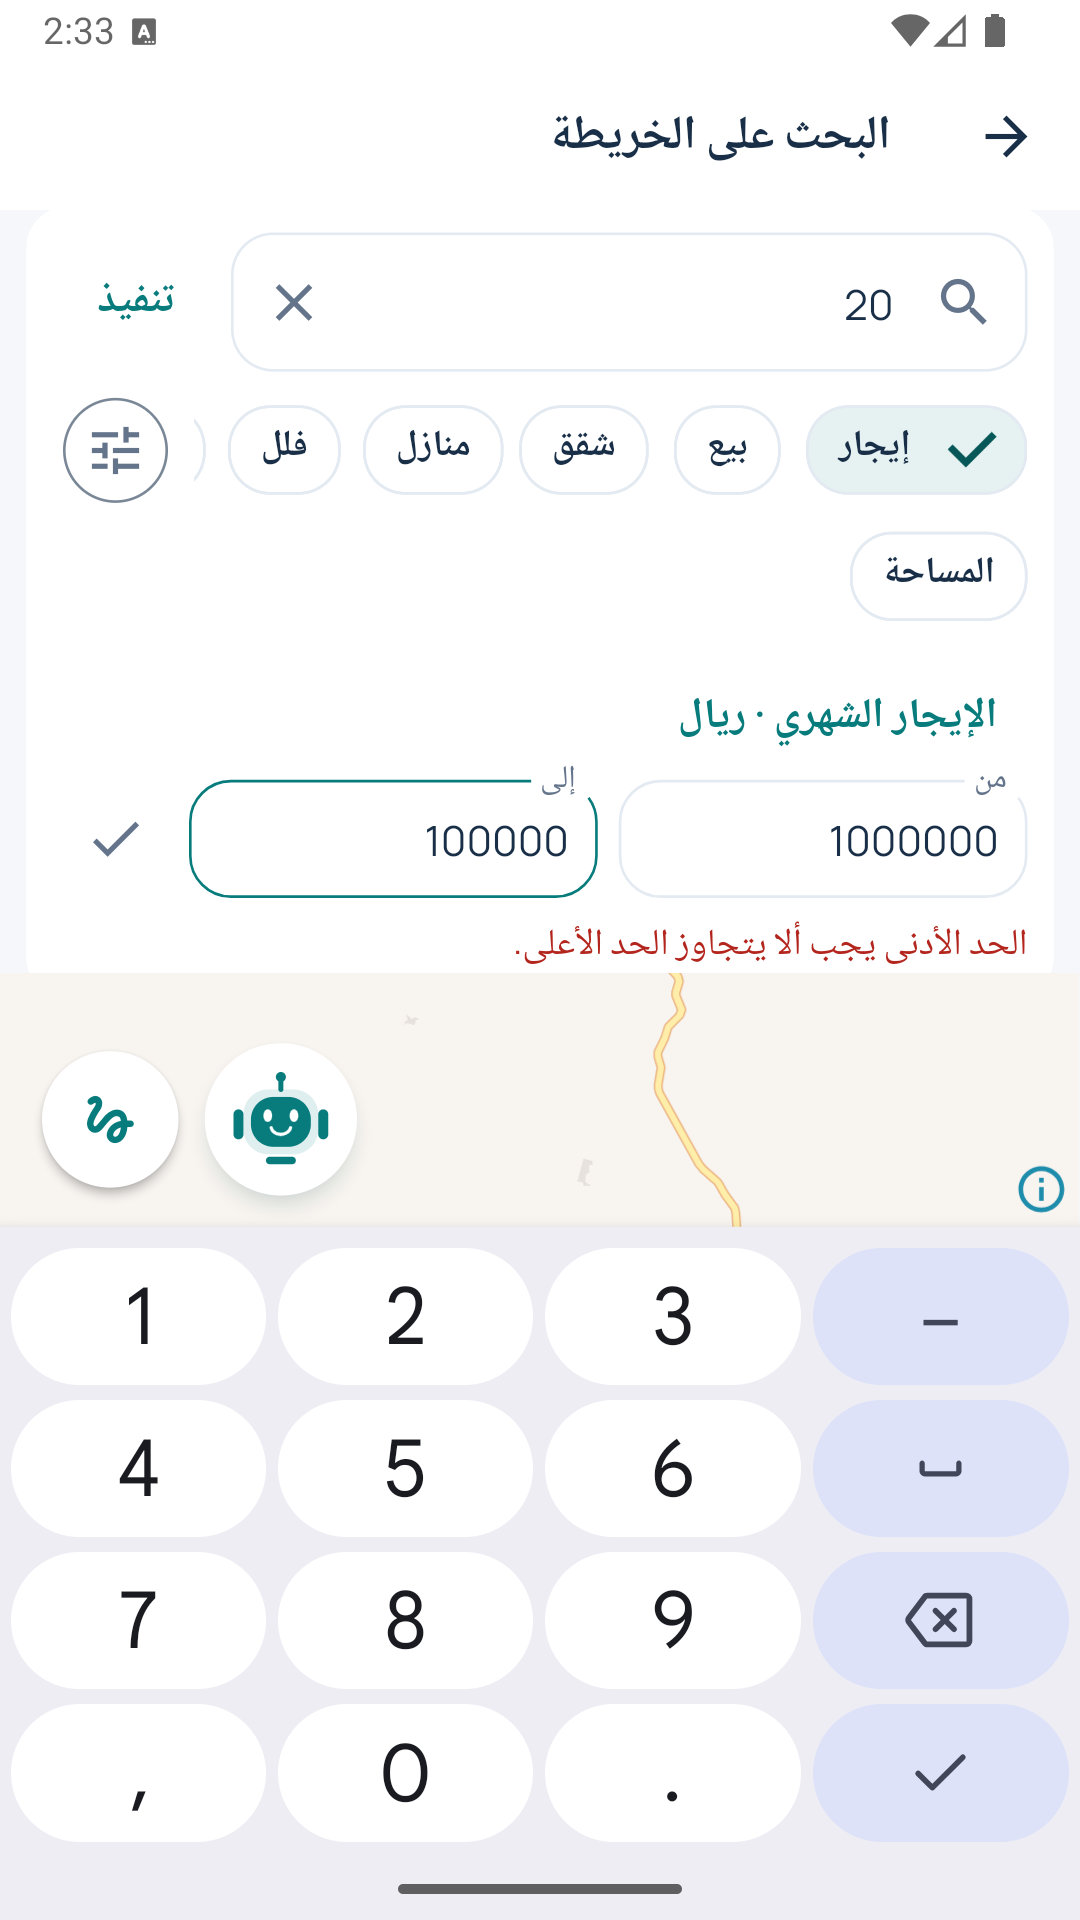 2:33
البحث على الخريطة
20
تنفيذ
إيجار
بيع
شقق
منازل
فلل
المساحة
الإيجار الشهري · ريال
من
إلى
1000000
100000
الحد الأدنى يجب ألا يتجاوز الحد الأعلى.
1 2 3 –
4 5 6
7 8 9
, 0 .